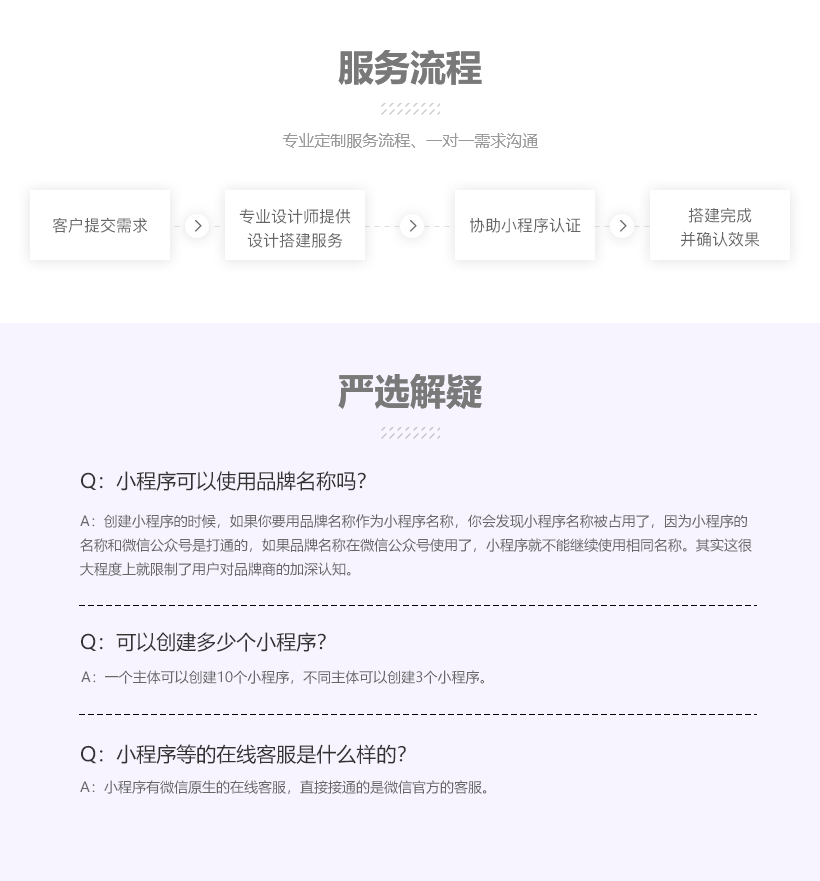 服务流程
专业定制服务流程、一对一需求沟通
客户提交需求
专业设计师提供
设计搭建服务
协助小程序认证
搭建完成
并确认效果
严选解疑
Q：小程序可以使用品牌名称吗？
A：创建小程序的时候，如果你要用品牌名称作为小程序名称，你会发现小程序名称被占用了，因为小程序的
名称和微信公众号是打通的，如果品牌名称在微信公众号使用了，小程序就不能继续使用相同名称。其实这很
大程度上就限制了用户对品牌商的加深认知。
Q：可以创建多少个小程序？
A：一个主体可以创建10个小程序，不同主体可以创建3个小程序。
Q：小程序等的在线客服是什么样的？
A：小程序有微信原生的在线客服，直接接通的是微信官方的客服。